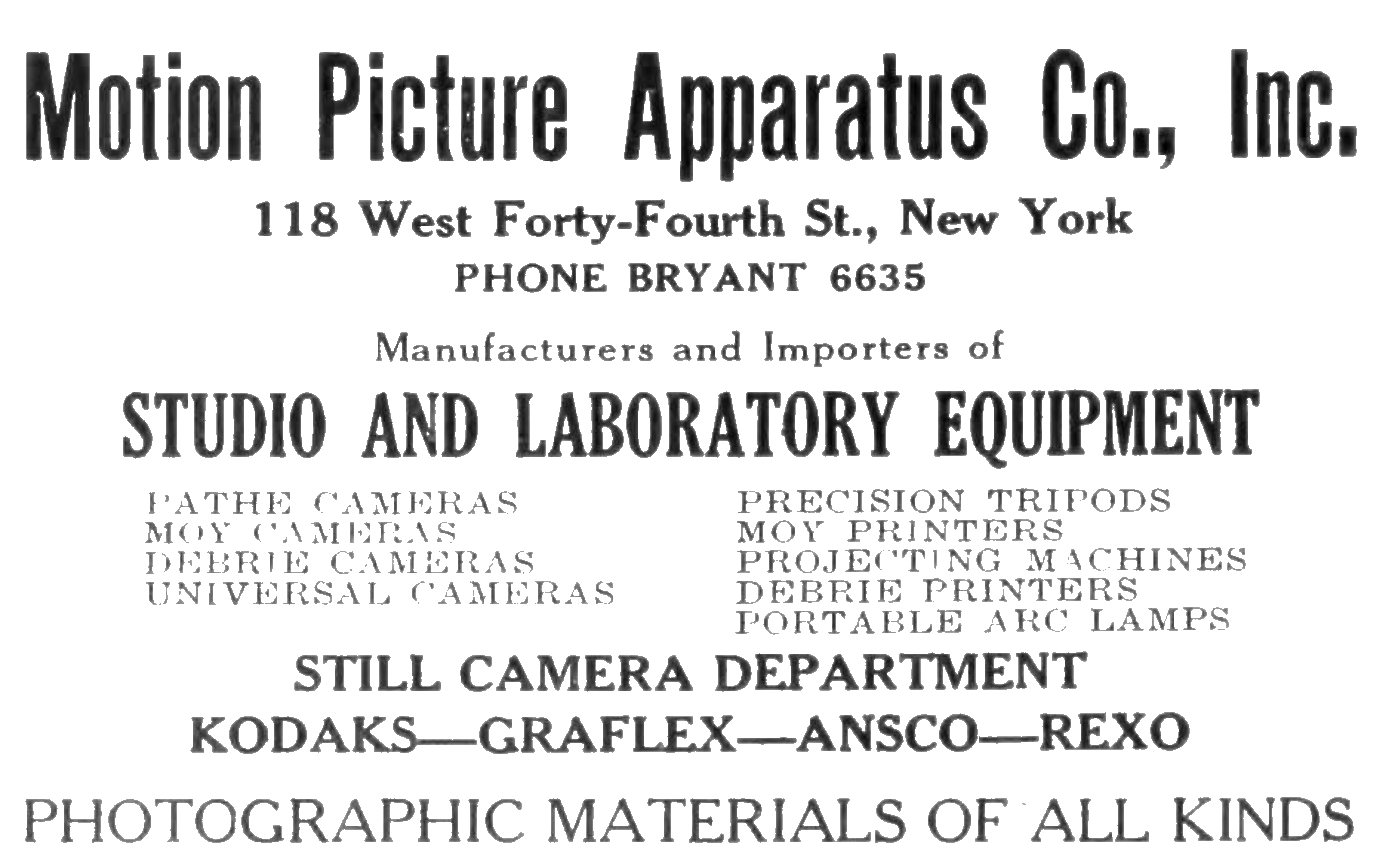 Motion Picture Apparatus Co., Inc.
118 West Forty-Fourth St., New York
PHONE BRYANT 6635
Manufacturers and Importers of
STUDIO AND LABORATORY EQUIPMENT
PATHE CAMERAS
MOY CAMERAS
DEBRIE CAMERAS
UNIVERSAL CAMERAS
PRECISION TRIPODS
MOY PRINTERS
PROJECTING MACHINES
DEBRIE PRINTERS
PORTABLE ARC LAMPS
STILL CAMERA DEPARTMENT
KODAKS—GRAFLEX—ANSCO—REXO
PHOTOGRAPHIC MATERIALS OF ALL KINDS